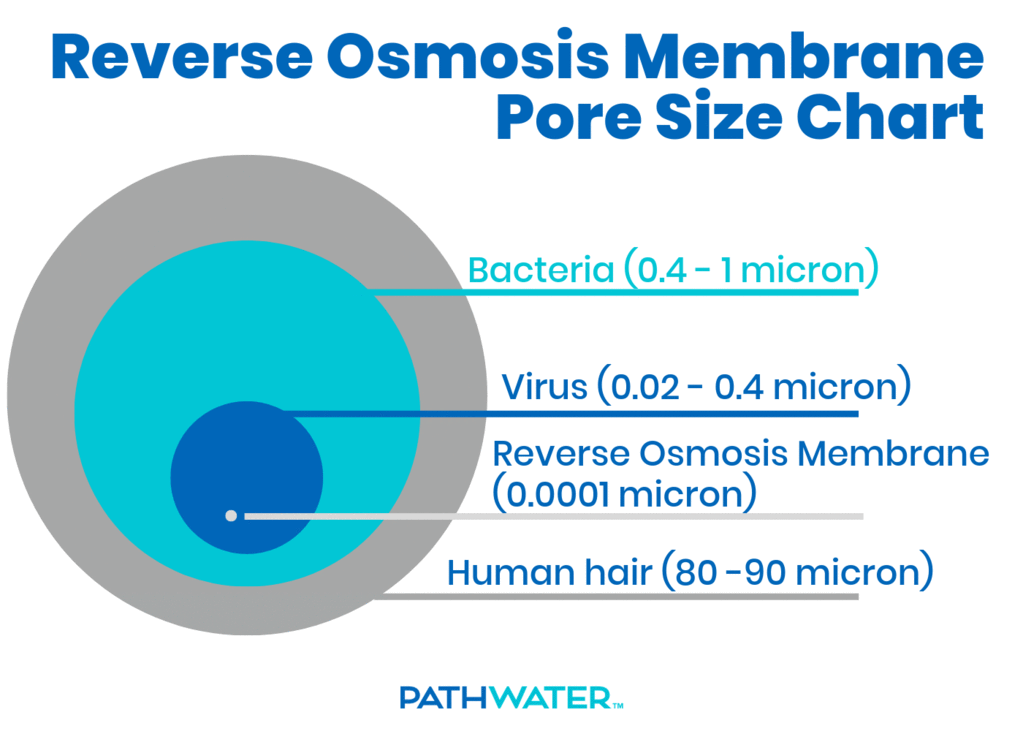 Reverse Osmosis Membrane
Pore Size Chart
Bacteria (0.4 - 1 micron)
Virus (0.02 - 0.4 micron)
Reverse Osmosis Membrane
(0.0001 micron)
Human hair (80 -90 micron)
PATHWATER™